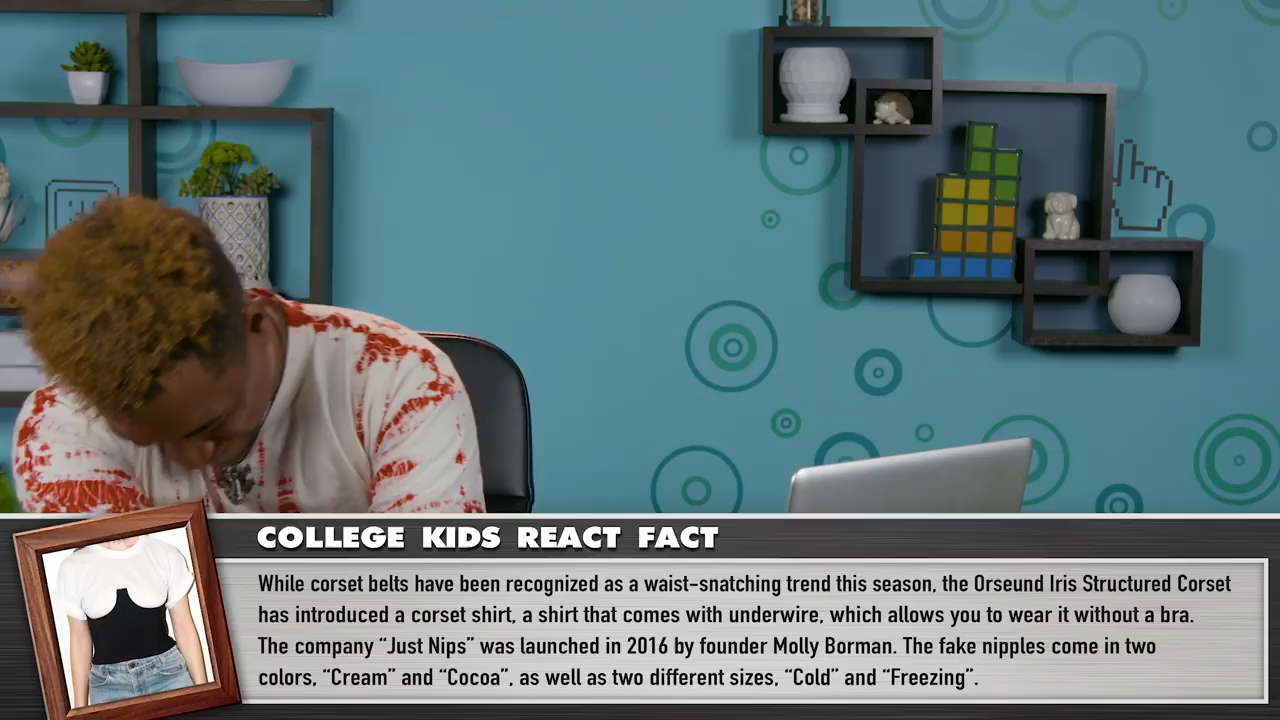 COLLEGE KIDS REACT FACT
While corset belts have been recognized as a waist-snatching trend this season, the Orseund Iris Structured Corset
has introduced a corset shirt, a shirt that comes with underwire, which allows you to wear it without a bra.
The company “Just Nips” was launched in 2016 by founder Molly Borman. The fake nipples come in two
colors, “Cream” and “Cocoa”, as well as two different sizes, “Cold” and “Freezing”.